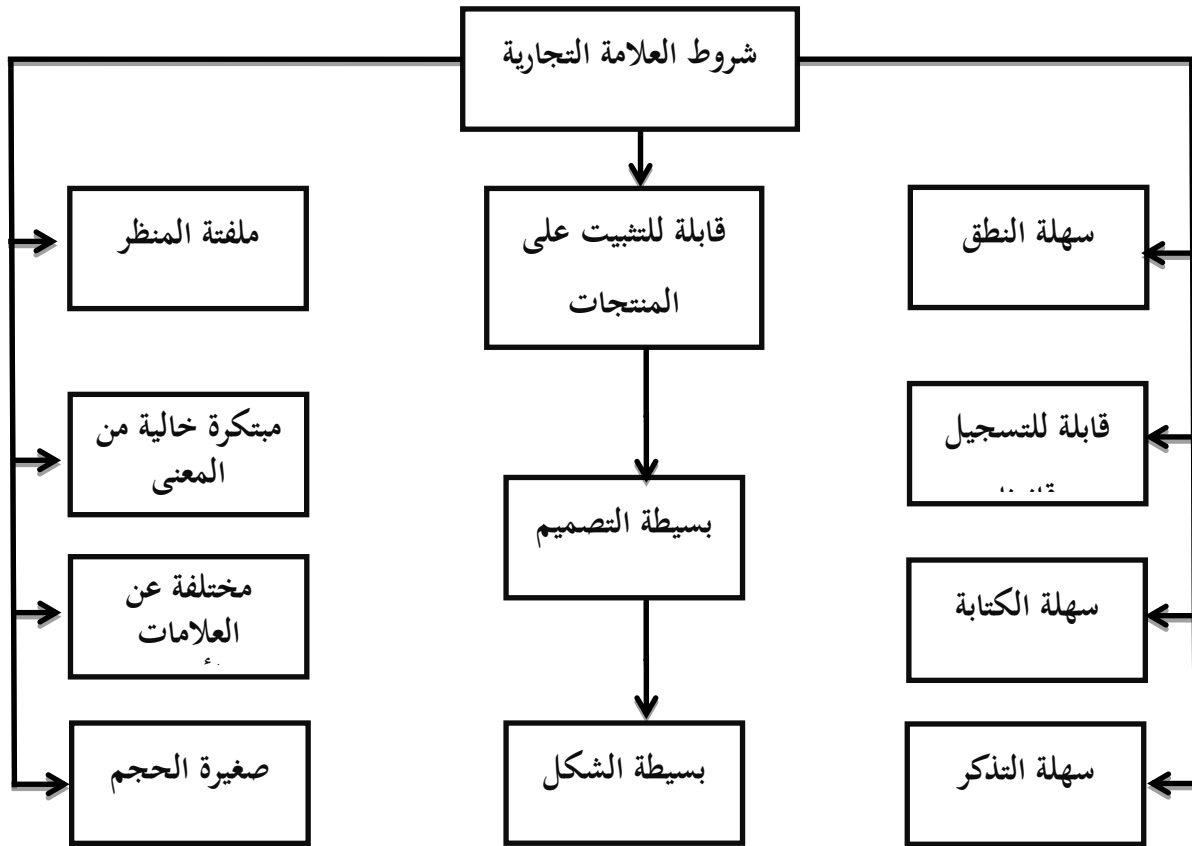 شروط العلامة التجارية
سهلة النطق
قابلة للتثبيت على
المنتجات
ملفتة المنظر
قابلة للتسجيل
مبتكرة خالية من
المعنى
بسيطة التصميم
سهلة الكتابة
مختلفة عن
العلامات
سهلة التذكر
بسيطة الشكل
صغيرة الحجم